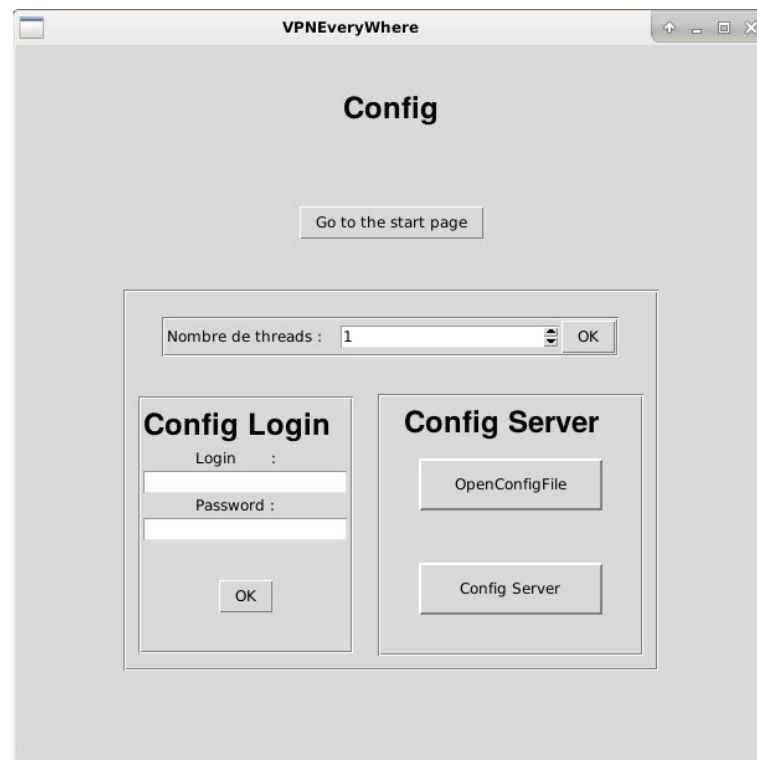 VPNEveryWhere
Config
Go to the start page
Nombre de threads : 1 OK
Config Login
Login :
Password :
OK
Config Server
OpenConfigFile
Config Server